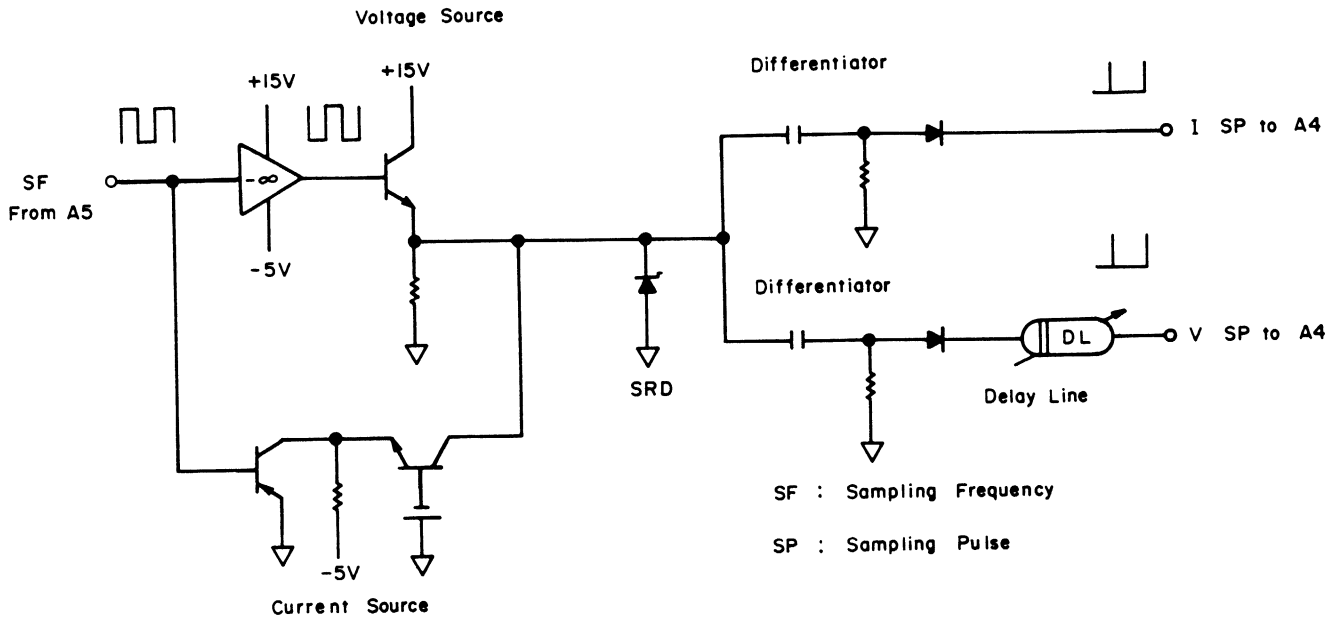 Voltage Source
+15V
+15V
Differentiator
I SP to A4
SF
From A5
-∞
-5V
Differentiator
DL
V SP to A4
SRD
Delay Line
SF : Sampling Frequency
SP : Sampling Pulse
-5V
Current Source